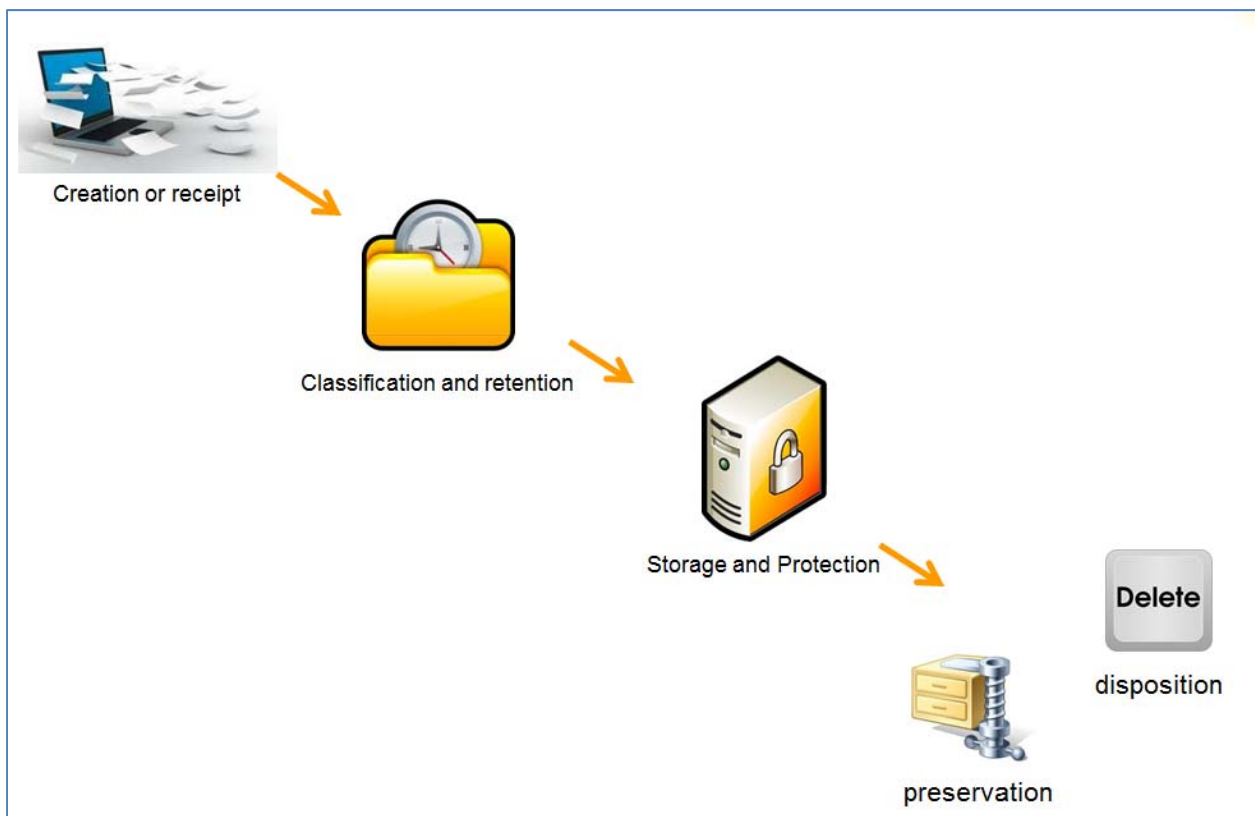 Creation or receipt
Classification and retention
Storage and Protection
Delete
disposition
preservation